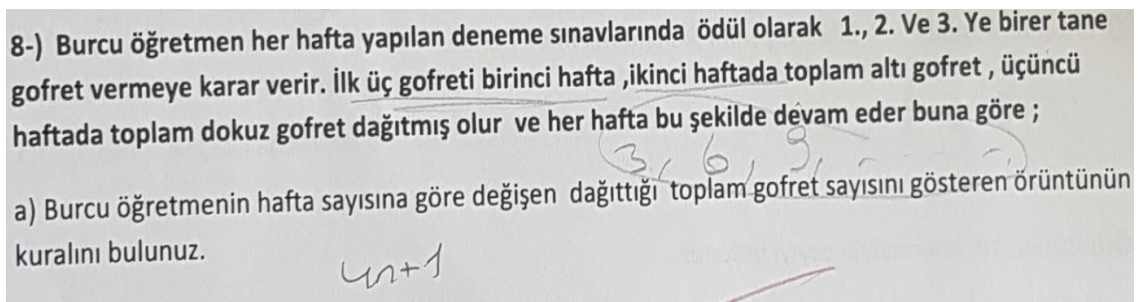 8-) Burcu öğretmen her hafta yapılan deneme sınavlarında ödül olarak 1., 2. Ve 3. Ye birer tane
gofret vermeye karar verir. İlk üç gofreti birinci hafta ,ikinci haftada toplam altı gofret , üçüncü
haftada toplam dokuz gofret dağıtmış olur ve her hafta bu şekilde devam eder buna göre ;
3, 6, 9, - - - -
a) Burcu öğretmenin hafta sayısına göre değişen dağıttığı toplam gofret sayısını gösteren örüntünün
kuralını bulunuz.
4n+1